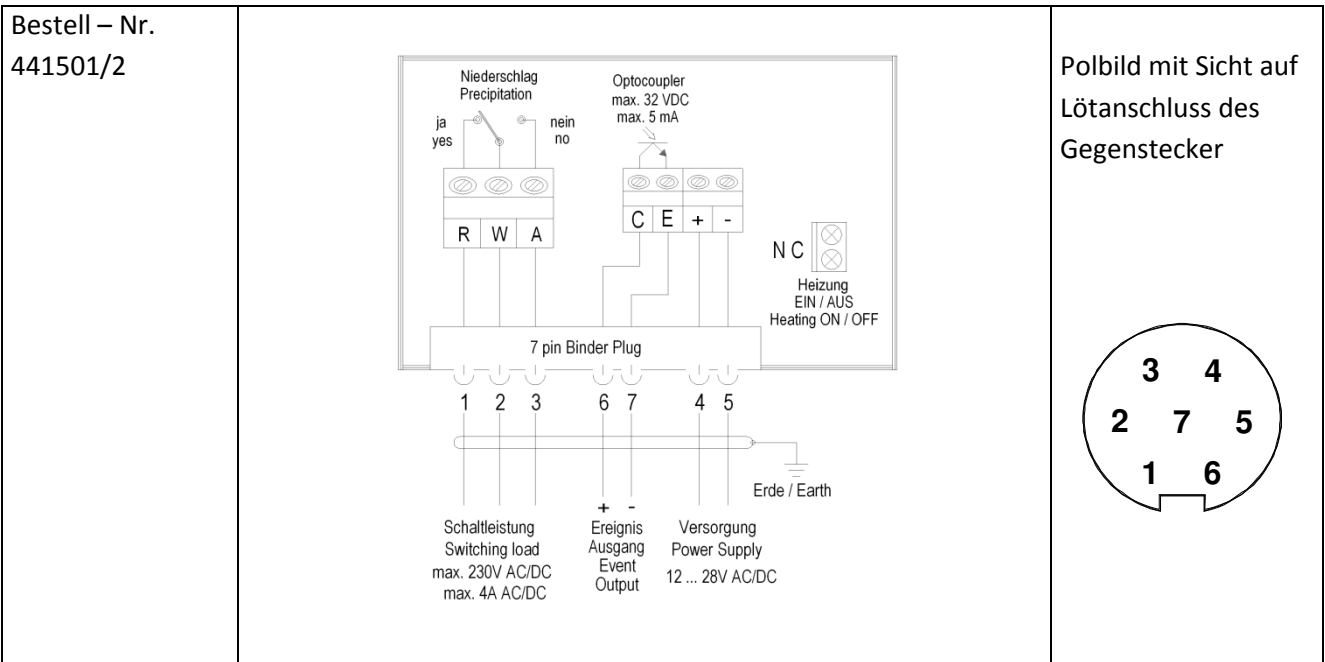 Bestell – Nr.
441501/2
Niederschlag
Precipitation
ja
yes
nein
no
Optocoupler
max. 32 VDC
max. 5 mA
R W A
C E + -
N C
Heizung
EIN / AUS
Heating ON / OFF
7 pin Binder Plug
1 2 3 6 7 4 5
Erde / Earth
+ -
Schaltleistung
Switching load
max. 230V AC/DC
max. 4A AC/DC
Ereignis
Ausgang
Event
Output
Versorgung
Power Supply
12 ... 28V AC/DC
Polbild mit Sicht auf
Lötanschluss des
Gegenstecker
3 4
2 7 5
1 6